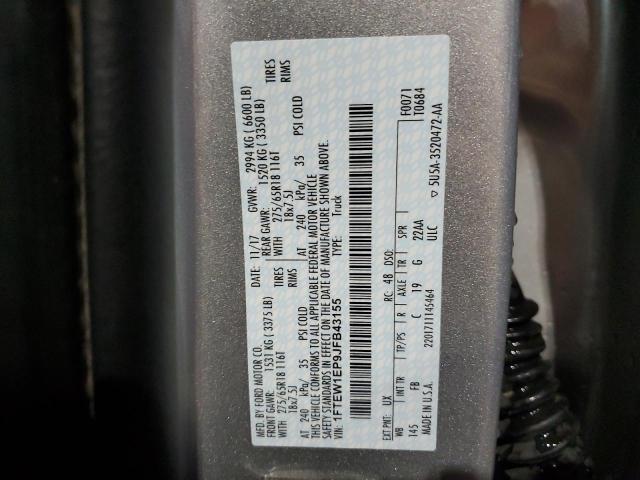 MFD. BY FORD MOTOR CO.
DATE: 11/17 GVWR: 2994 KG ( 6600 LB)
FRONT GAWR: 1531 KG ( 3375 LB) REAR GAWR: 1520 KG ( 3350 LB)
WITH 275/65R18 116T TIRES WITH 275/65R18 116T TIRES
18x7.5J RIMS 18x7.5J RIMS
AT 240 kPa/ 35 PSI COLD AT 240 kPa/ 35 PSI COLD
THIS VEHICLE CONFORMS TO ALL APPLICABLE FEDERAL MOTOR VEHICLE
SAFETY STANDARDS IN EFFECT ON THE DATE OF MANUFACTURE SHOWN ABOVE.
VIN: 1FTEW1EP9JFB43155 TYPE: Truck
F0071
T0684
EXT PNT: UX RC: 48 DSO:
WB INT TR TP/PS R AXLE TR SPR
145 FB C 19 G 22AA
ULC
MADE IN U.S.A. 2201711145464
▽ 5U5A-3520472-AA